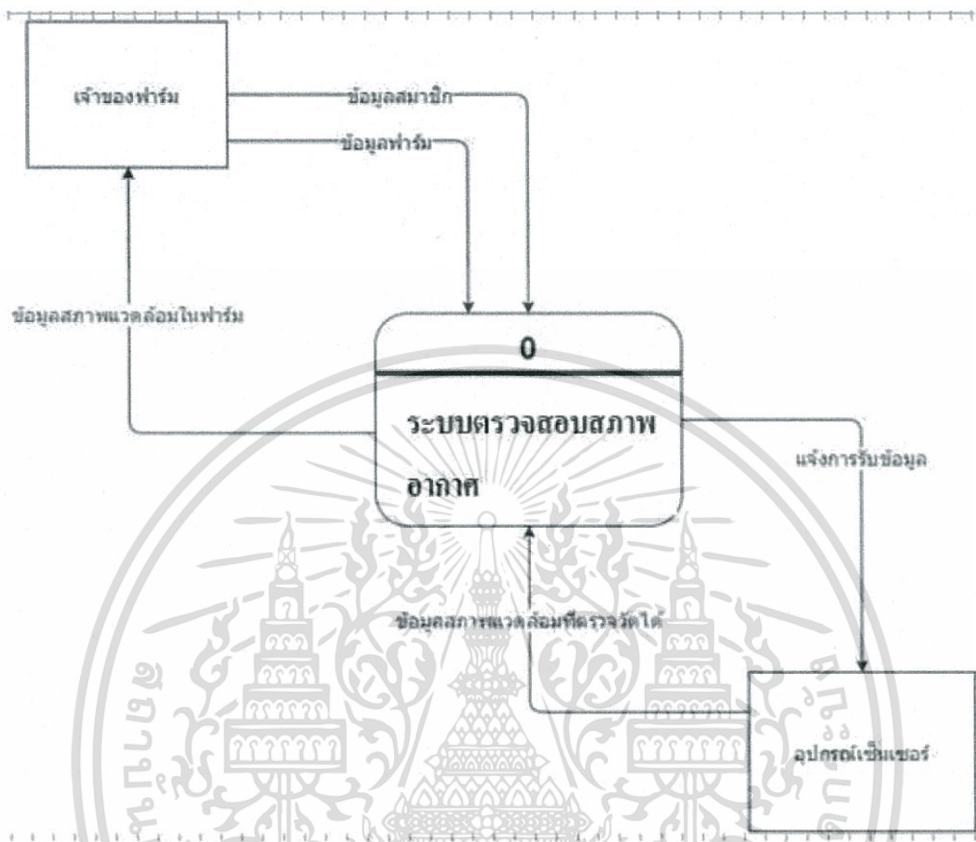 เจ้าของฟาร์ม
ข้อมูลสมาชิก
ข้อมูลฟาร์ม
ข้อมูลสภาพแวดล้อมในฟาร์ม
0
ระบบตรวจสอบสภาพ
อากาศ
แจ้งการรับข้อมูล
ข้อมูลสภาพแวดล้อมที่ตรวจวัดได้
อุปกรณ์เซ็นเซอร์